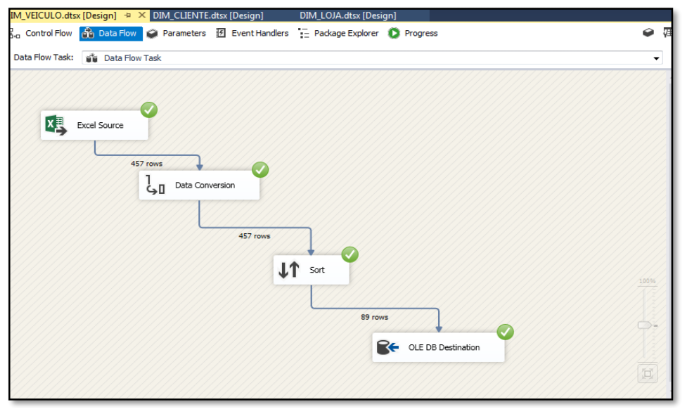 IM_VEICULO.dtsx [Design] DIM_CLIENTE.dtsx [Design] DIM_LOJA.dtsx [Design]
Control Flow Data Flow Parameters Event Handlers Package Explorer Progress
Data Flow Task: Data Flow Task
Excel Source
457 rows
Data Conversion
457 rows
Sort
100%
89 rows
OLE DB Destination